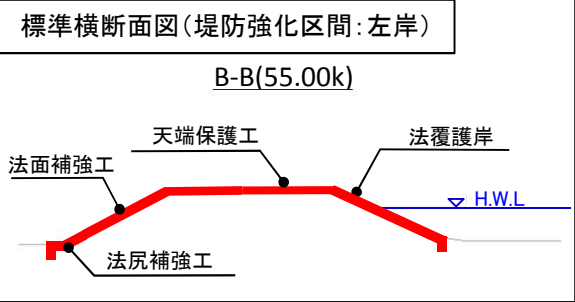 標準横断面図(堤防強化区間:左岸)
B-B(55.00k)
天端保護工
法覆護岸
法面補強工
H.W.L
法尻補強工